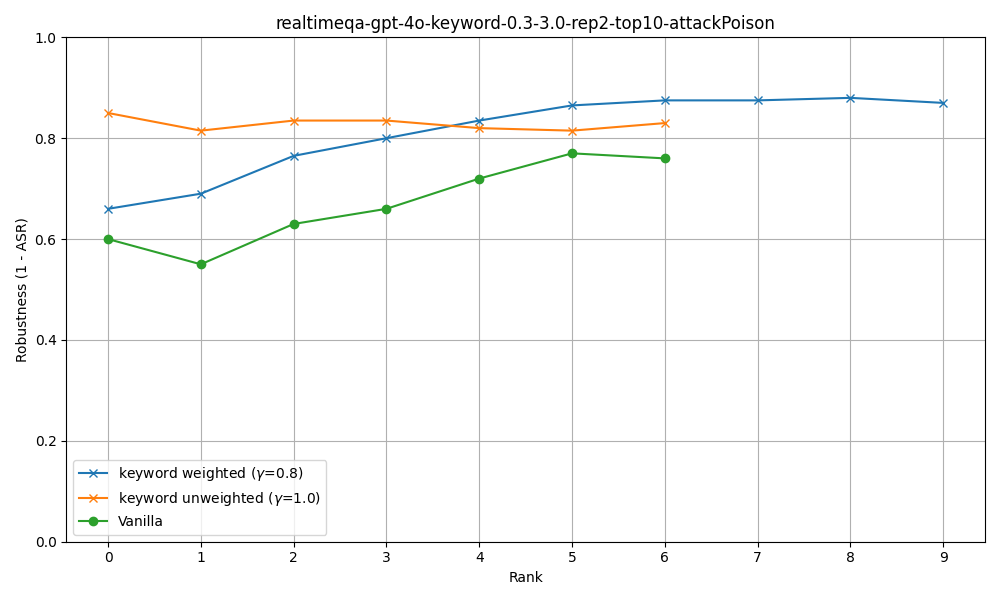 realtimeqa-gpt-4o-keyword-0.3-3.0-rep2-top10-attackPoison
1.0
0.8
0.6
0.4
0.2
0.0
Robustness (1 - ASR)
keyword weighted (γ=0.8)
keyword unweighted (γ=1.0)
Vanilla
0 1 2 3 4 5 6 7 8 9
Rank